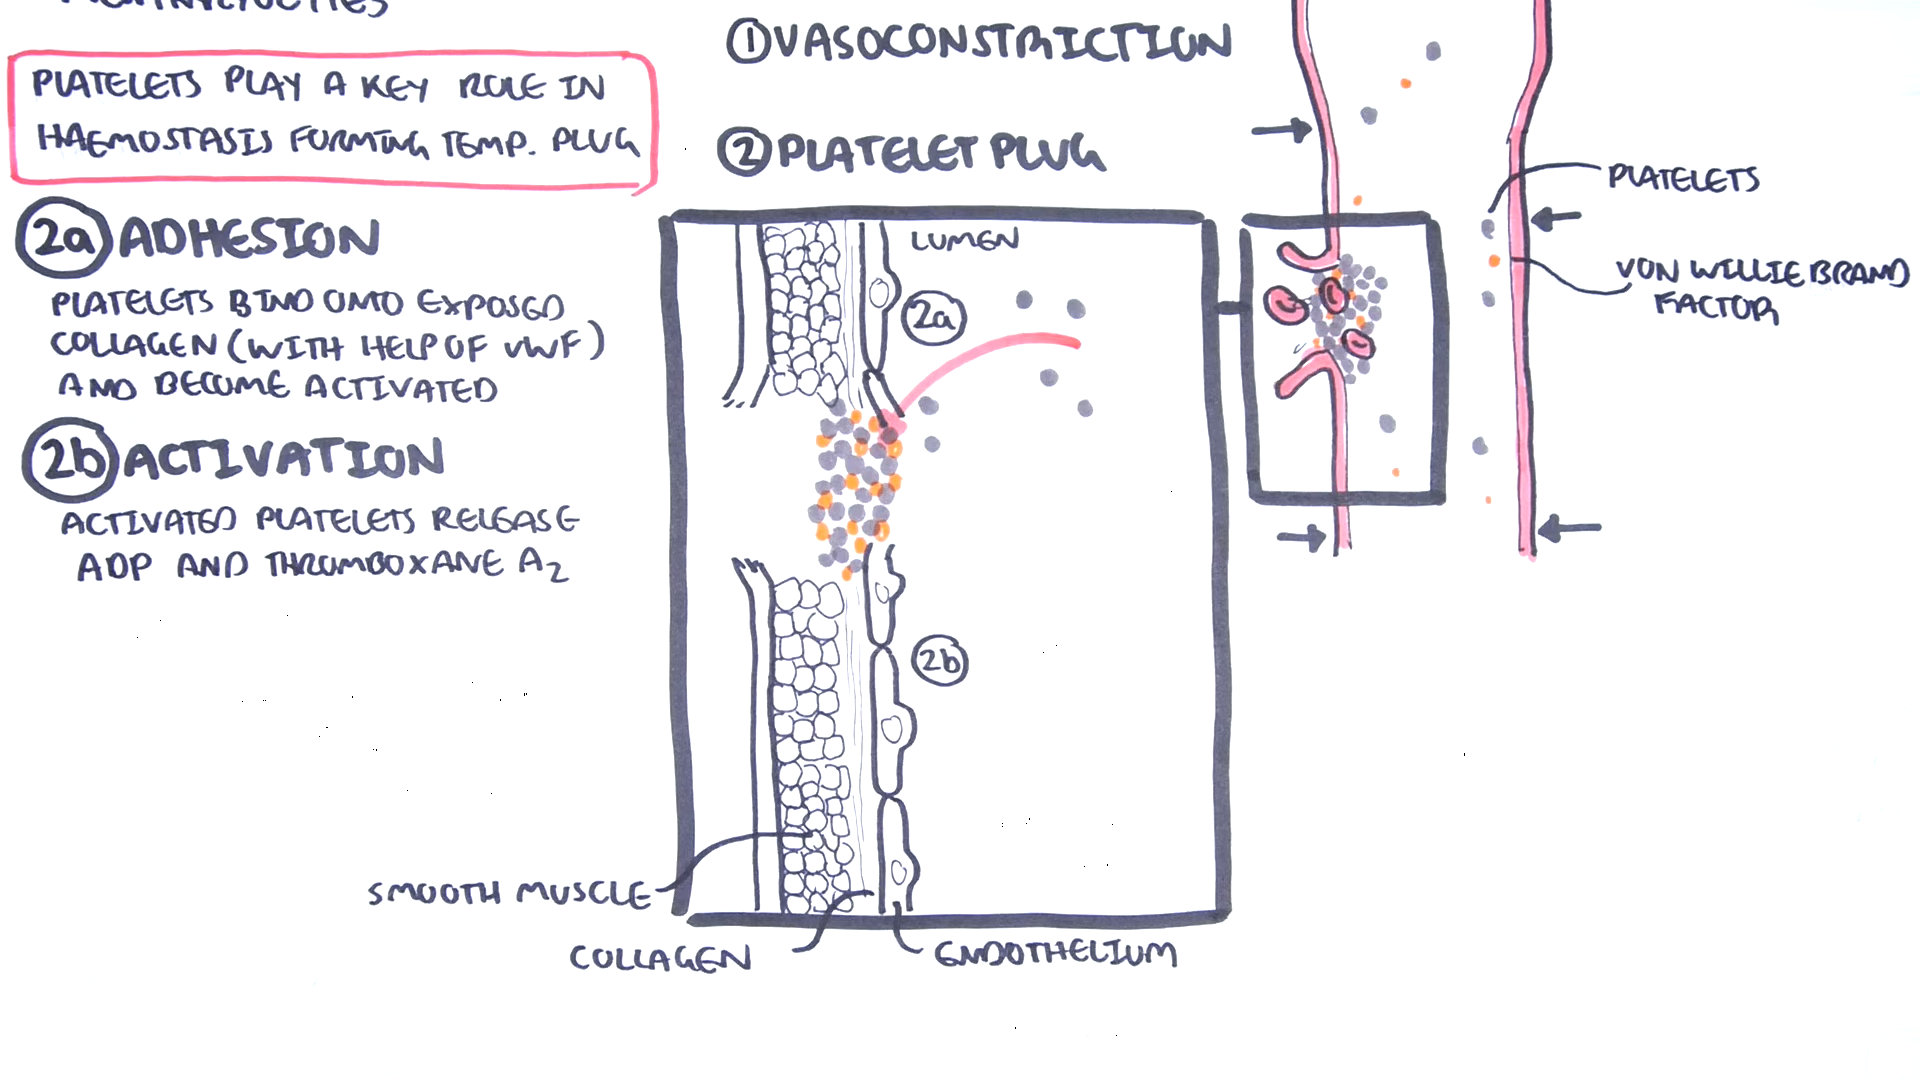 PLATELETS PLAY A KEY ROLE IN
HAEMOSTASIS FORMING TEMP. PLUG
2a ADHESION
PLATELETS BIND ONTO EXPOSED
COLLAGEN (WITH HELP OF VWF)
AND BECOME ACTIVATED
2b ACTIVATION
ACTIVATED PLATELETS RELEASE
ADP AND THROMBOXANE A2
1 VASOCONSTRICTION
2 PLATELET PLUG
LUMEN
2a
2b
SMOOTH MUSCLE
COLLAGEN
ENDOTHELIUM
PLATELETS
VON WILLIEBRAND
FACTOR